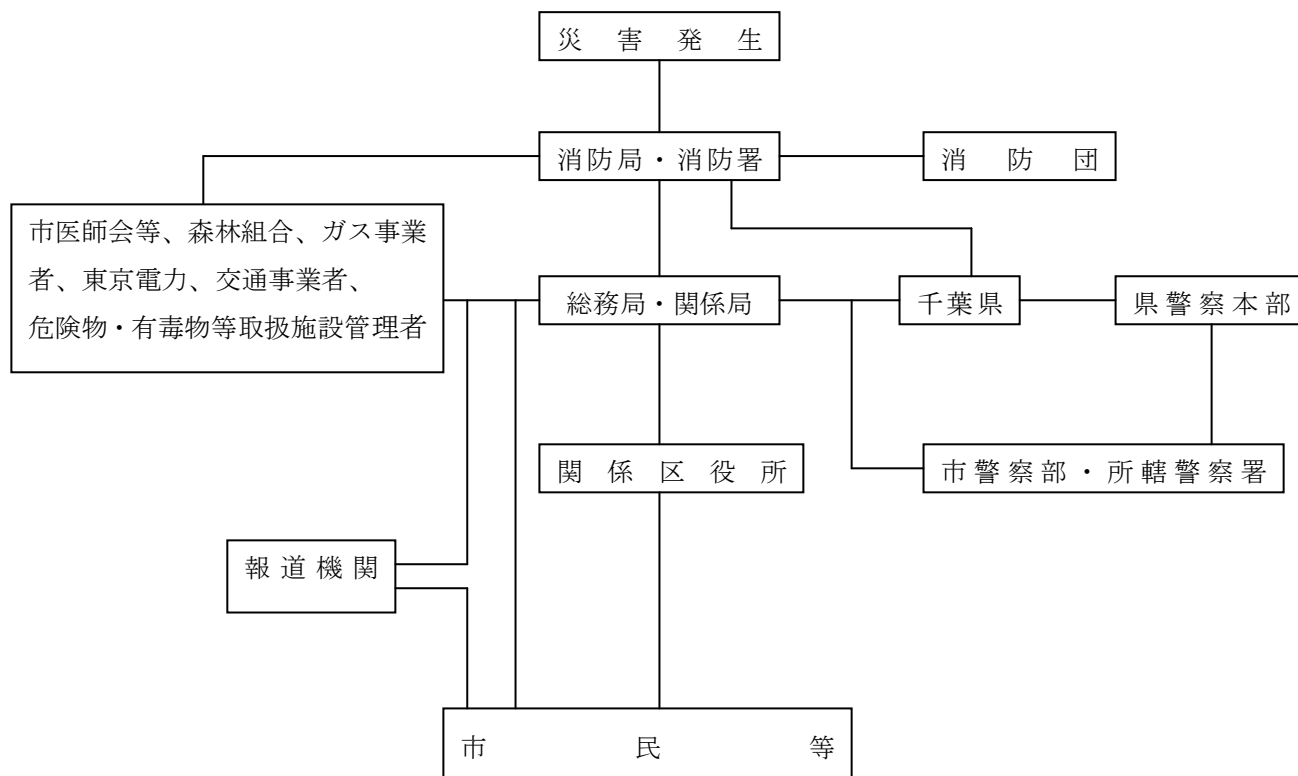 災害発生
消防局・消防署
消防団
市医師会等、森林組合、ガス事業
者、東京電力、交通事業者、
危険物・有毒物等取扱施設管理者
総務局・関係局
千葉県
県警察本部
関係区役所
市警察部・所轄警察署
報道機関
市民等